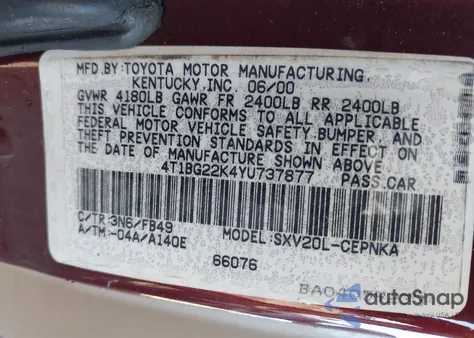 MFD. BY: TOYOTA MOTOR MANUFACTURING,
KENTUCKY, INC. 06/00
GVWR 4180LB GAWR FR 2400LB RR 2400LB
THIS VEHICLE CONFORMS TO ALL APPLICABLE
FEDERAL MOTOR VEHICLE SAFETY BUMPER, AND
THEFT PREVENTION STANDARDS IN EFFECT ON
THE DATE OF MANUFACTURE SHOWN ABOVE.
4T1BG22K4YU737877 PASS.CAR
C/TR:3N6/FB49
A/TM:-04A/A140E MODEL:SXV20L-CEPNKA
66076
autaSnap